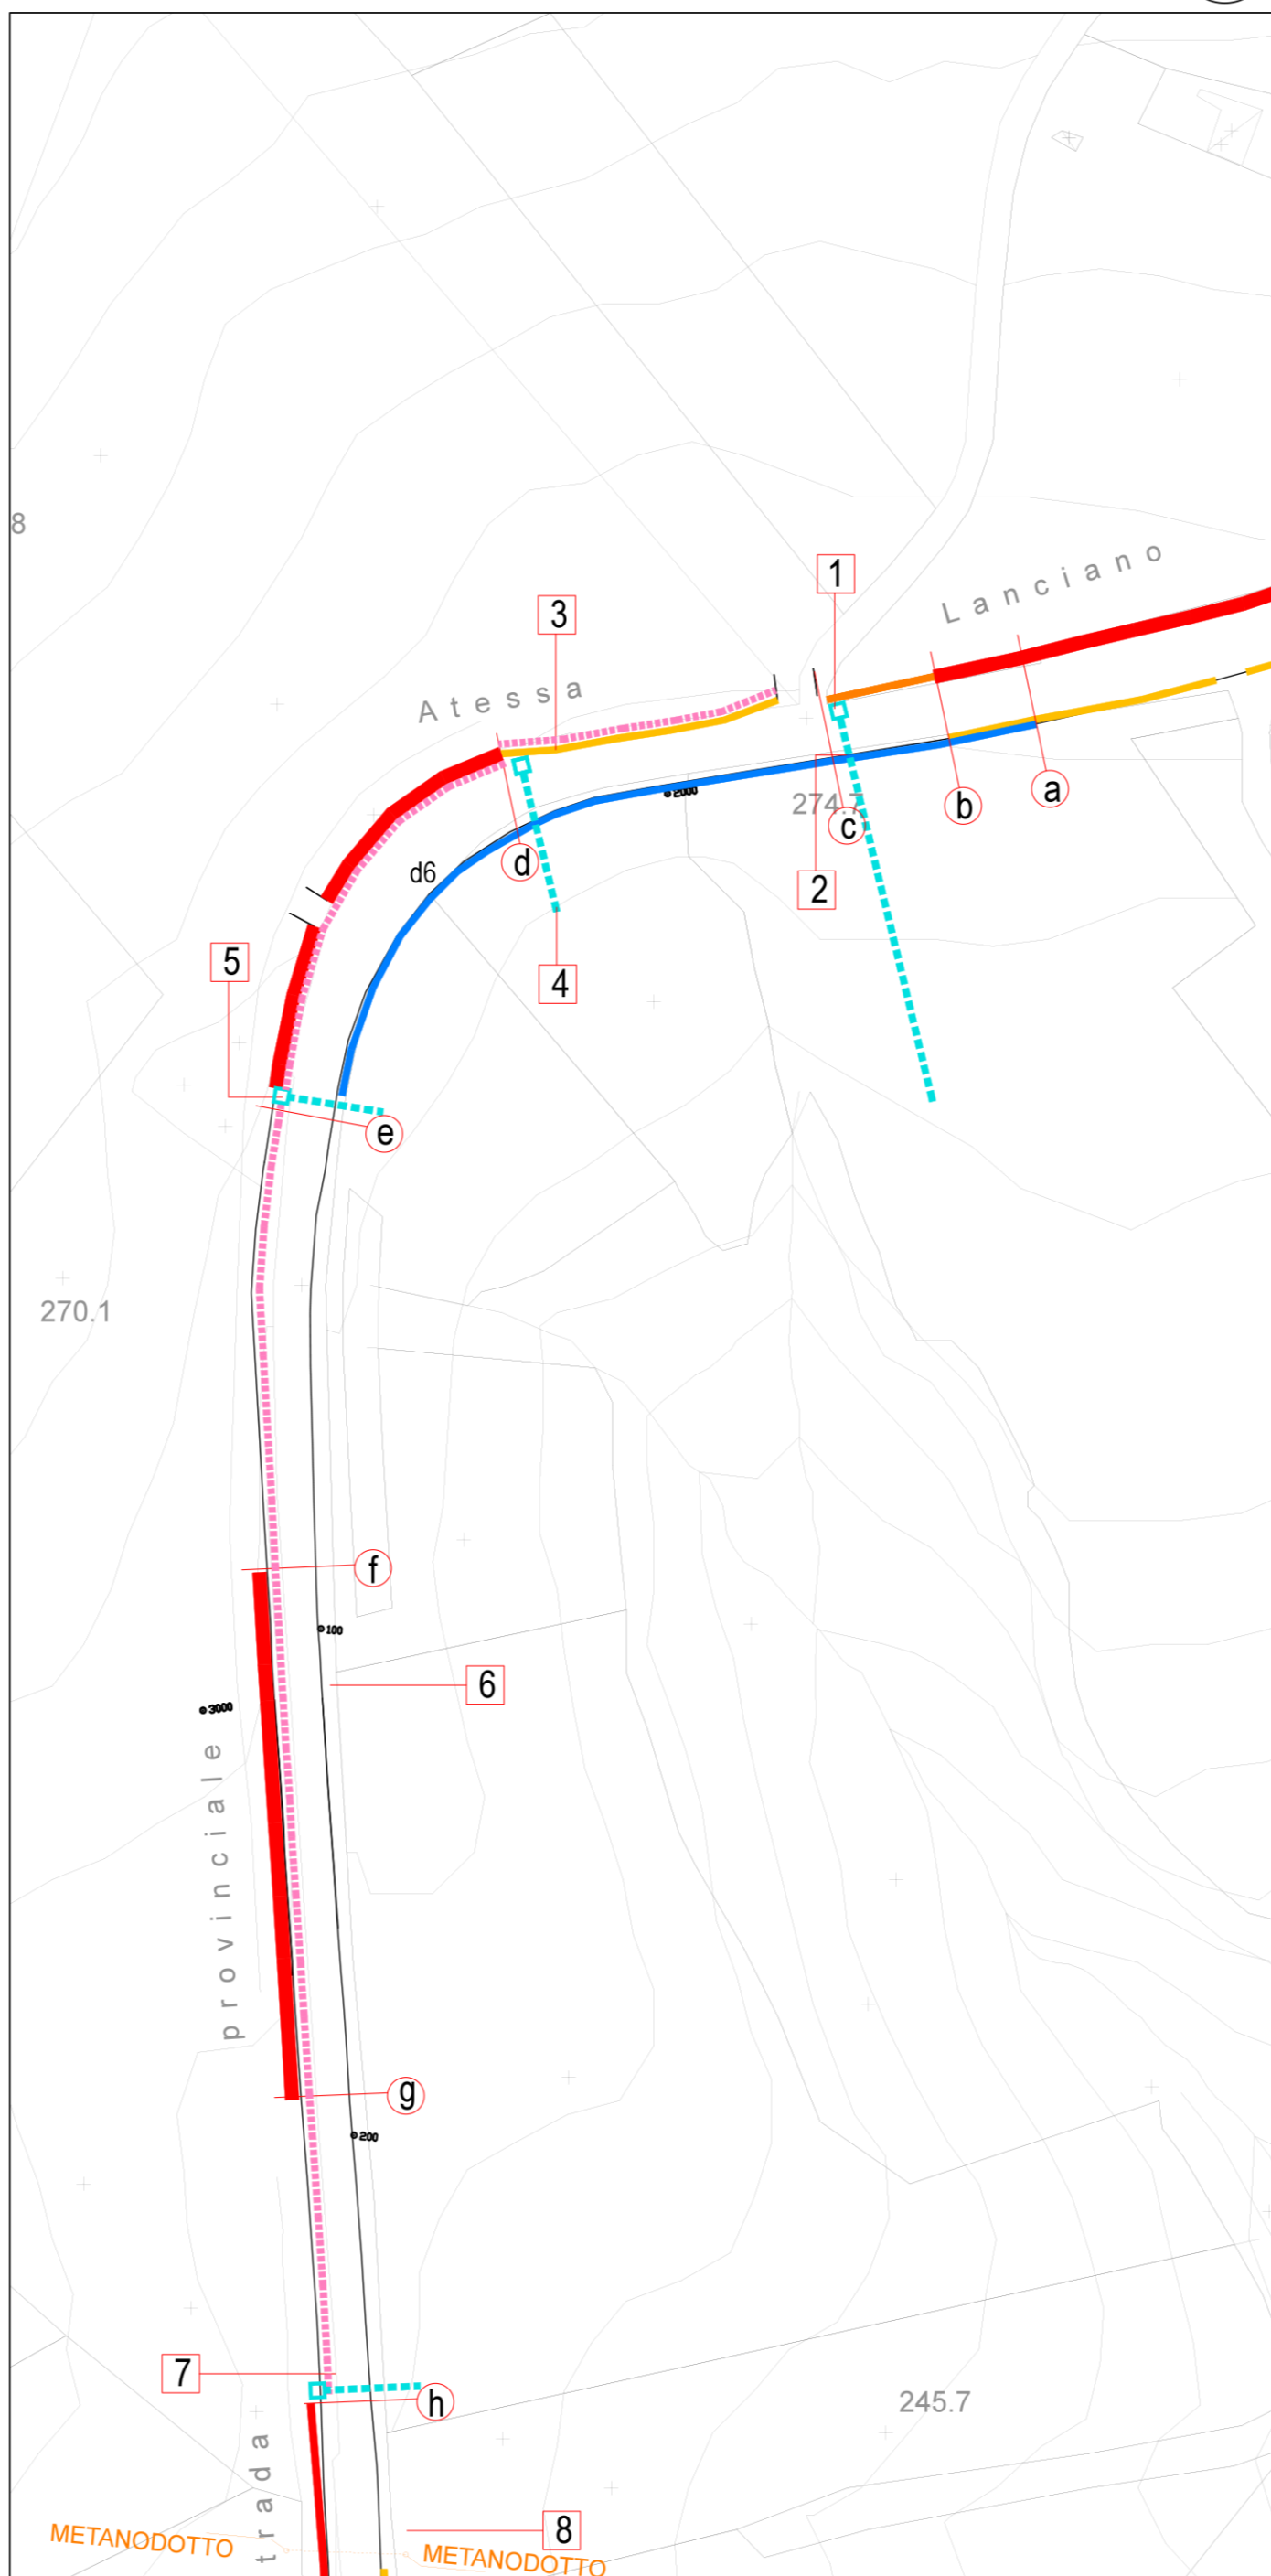 8
Lanciano
1
3
Atessa
a
b
2000
274.7
c
d
d6
2
5
4
e
270.1
f
100
6
3000
provinciale
g
200
7
h
245.7
trada
8
METANODOTTO
METANODOTTO